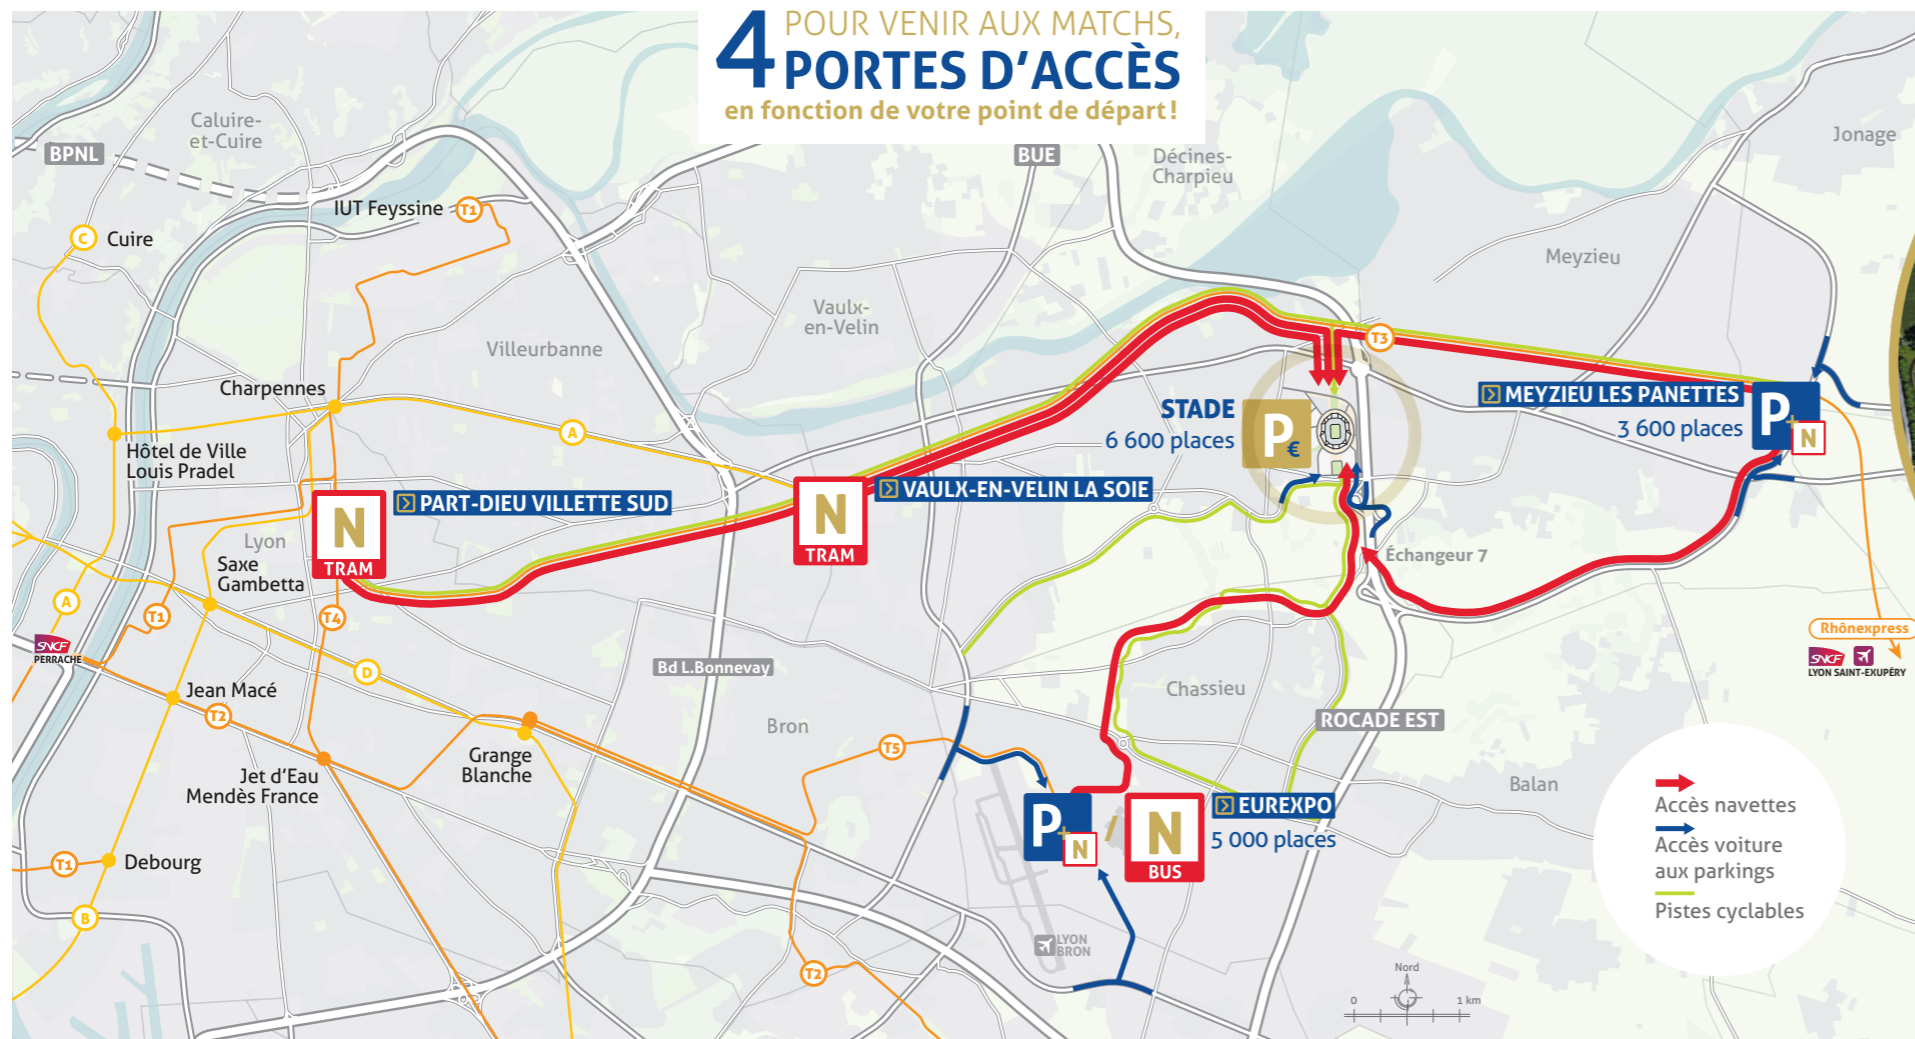 4
POUR VENIR AUX MATCHS,
PORTES D'ACCÈS
en fonction de votre point de départ!
Caluire-
et-Cuire
BPNL
BUE
Décines-
Charpieu
Jonage
IUT Feyssine
T1
C
Cuire
Meyzieu
Vaulx-
en-Velin
Villeurbanne
T3
Charpennes
A
Hôtel de Ville
Louis Pradel
STADE
6 600 places
P
€
MEYZIEU LES PANETTES
3 600 places
P
+
N
N
TRAM
PART-DIEU VILLETTE SUD
N
TRAM
VAULX-EN-VELIN LA SOIE
Lyon
Saxe
Gambetta
Échangeur 7
A
T1
T4
SNCF
PERRACHE
D
Bd L.Bonnevay
Rhônexpress
SNCF
LYON SAINT-EXUPÉRY
Jean Macé
T2
Chassieu
ROCADE EST
Bron
T5
Grange
Blanche
Jet d'Eau
Mendès France
Balan
P
+
N
/
N
BUS
EUREXPO
5 000 places
Accès navettes
Accès voiture
aux parkings
Pistes cyclables
T1
Debourg
B
LYON
BRON
T2
Nord
0
1 km